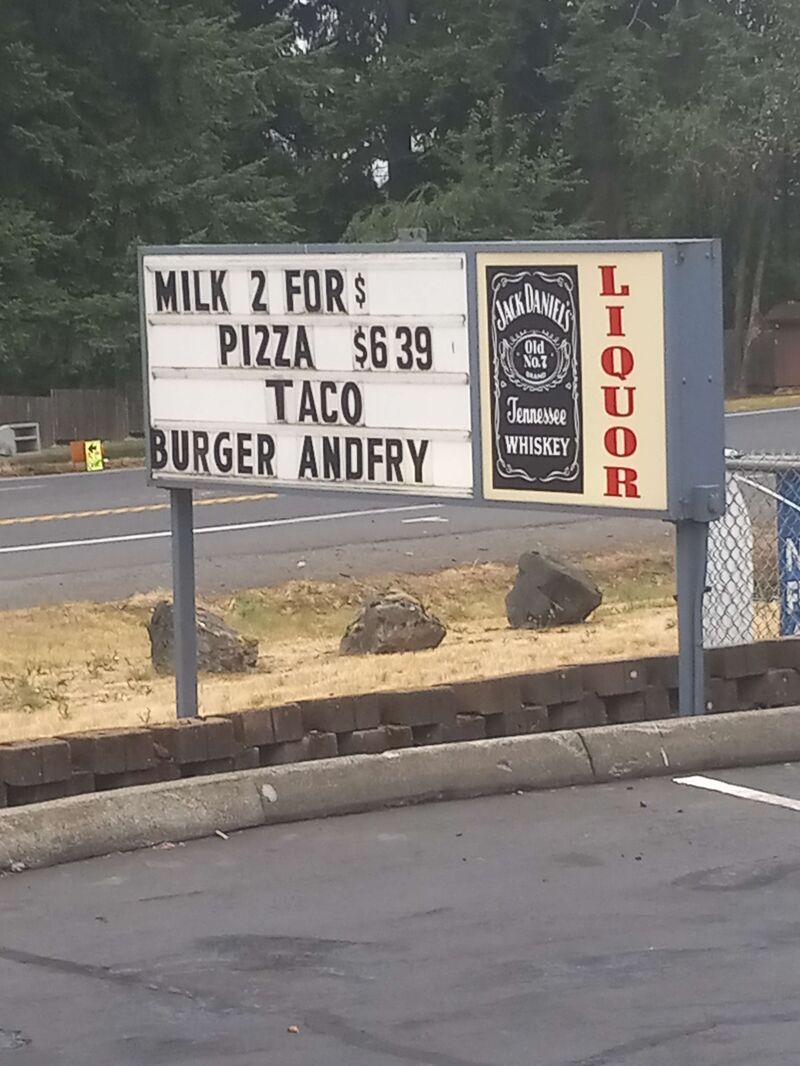 MILK 2 FOR $
PIZZA $6 39
TACO
BURGER ANDFRY
JACK DANIEL'S
Old
No.7
BRAND
Tennessee
WHISKEY
LIQUOR